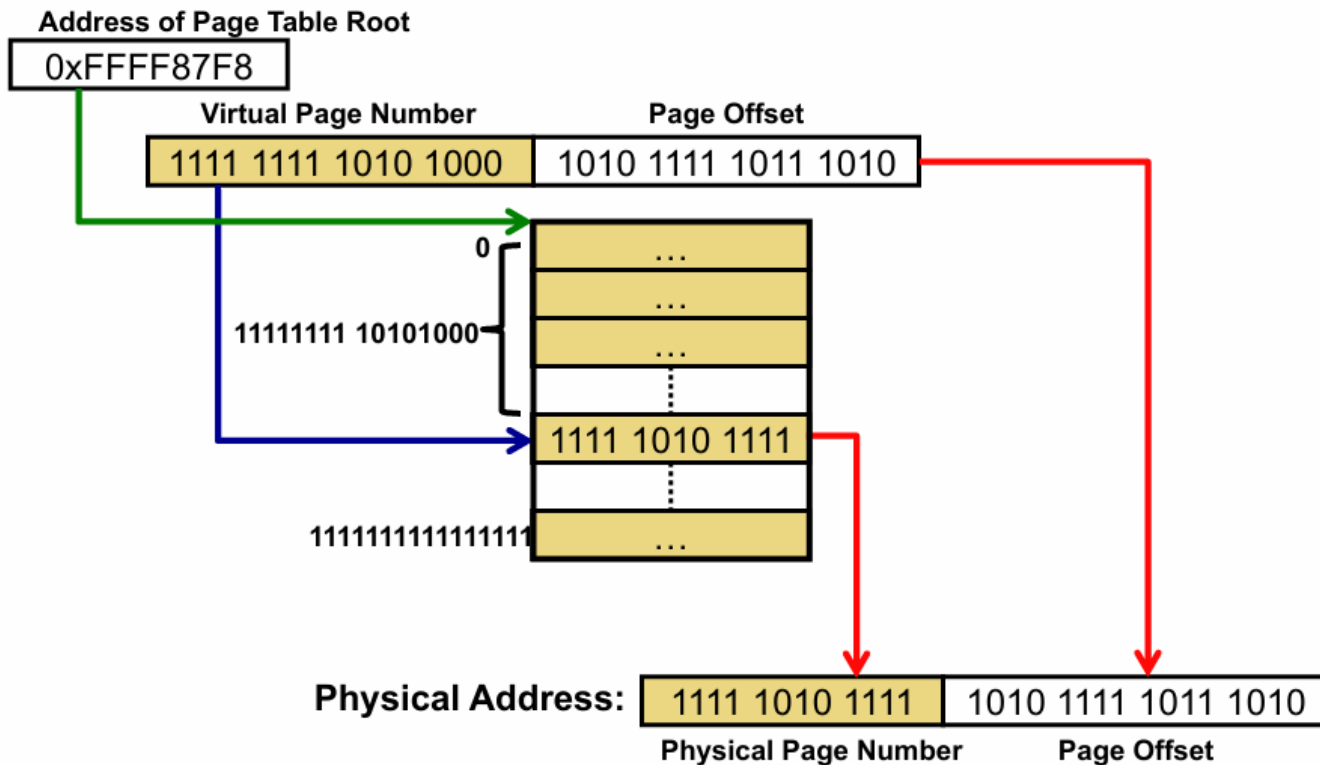 Address of Page Table Root
0xFFFF87F8
Virtual Page Number Page Offset
1111 1111 1010 1000 1010 1111 1011 1010
0 ...
...
11111111 10101000 ...
1111 1010 1111
1111111111111111 ...
Physical Address: 1111 1010 1111 1010 1111 1011 1010
Physical Page Number Page Offset